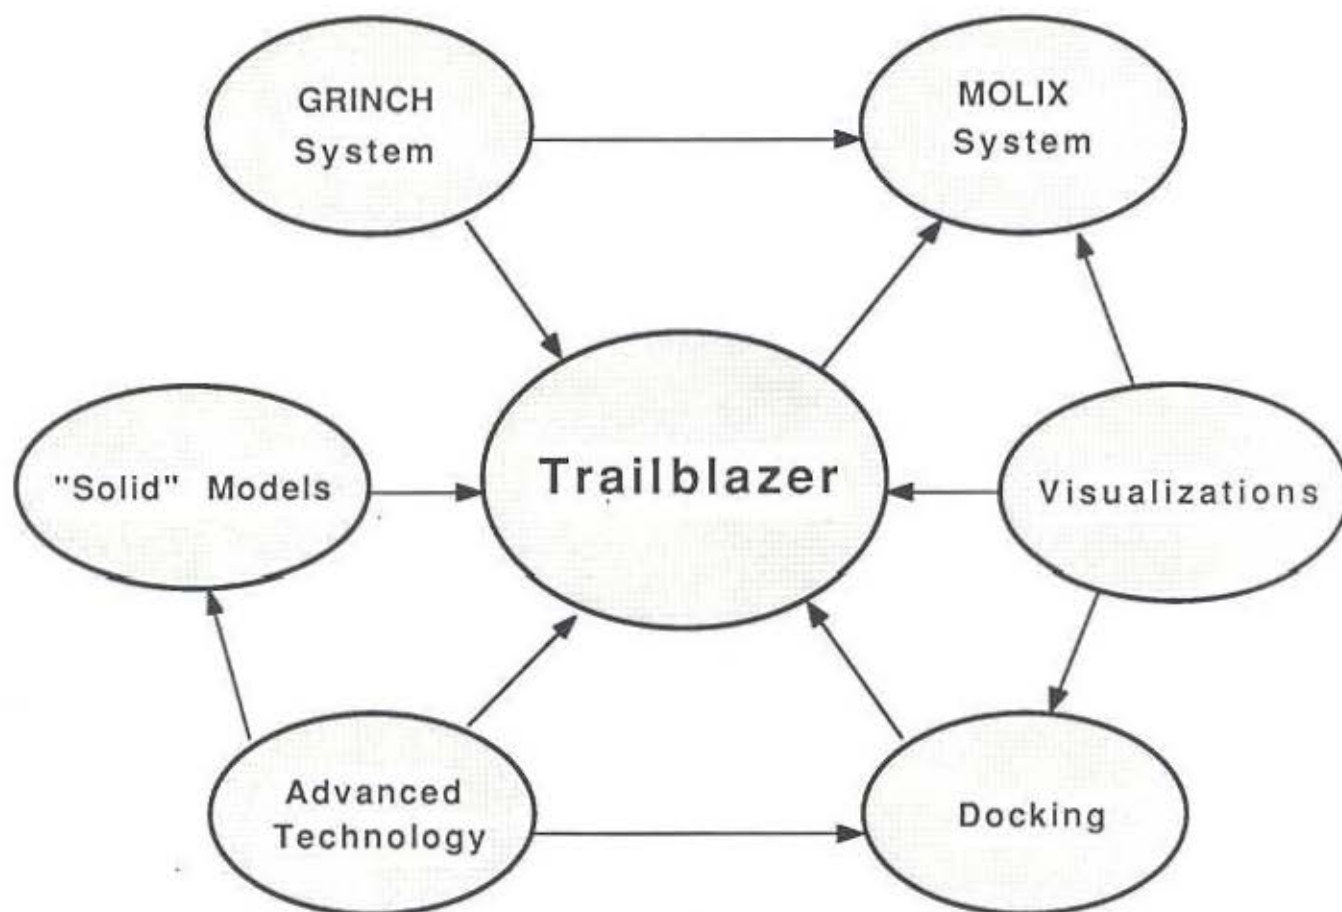 GRINCH
System
MOLIX
System
"Solid" Models
Trailblazer
Visualizations
Advanced
Technology
Docking